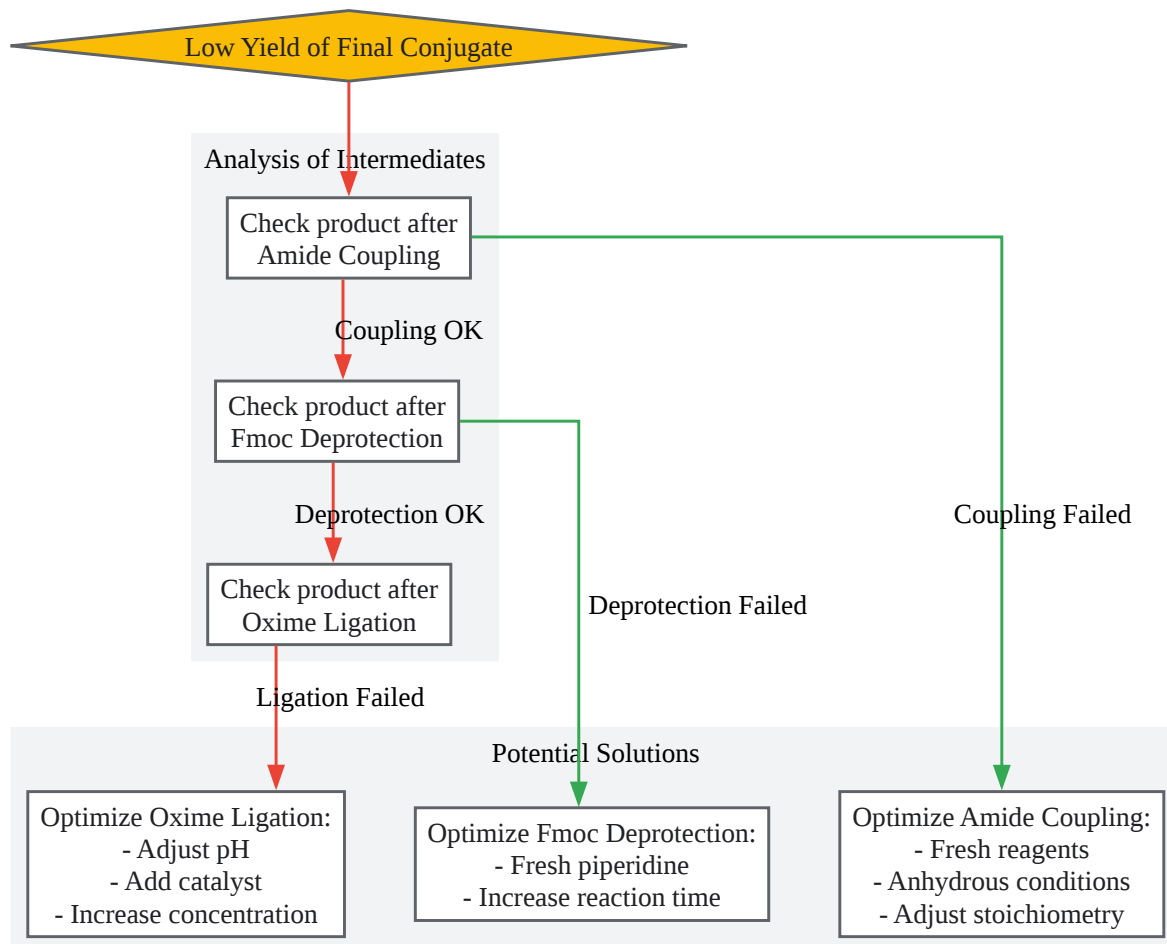 Low Yield of Final Conjugate
Analysis of Intermediates
Check product after
Amide Coupling
Coupling OK
Check product after
Fmoc Deprotection
Deprotection OK
Coupling Failed
Check product after
Oxime Ligation
Deprotection Failed
Ligation Failed
Potential Solutions
Optimize Oxime Ligation:
- Adjust pH
- Add catalyst
- Increase concentration
Optimize Fmoc Deprotection:
- Fresh piperidine
- Increase reaction time
Optimize Amide Coupling:
- Fresh reagents
- Anhydrous conditions
- Adjust stoichiometry